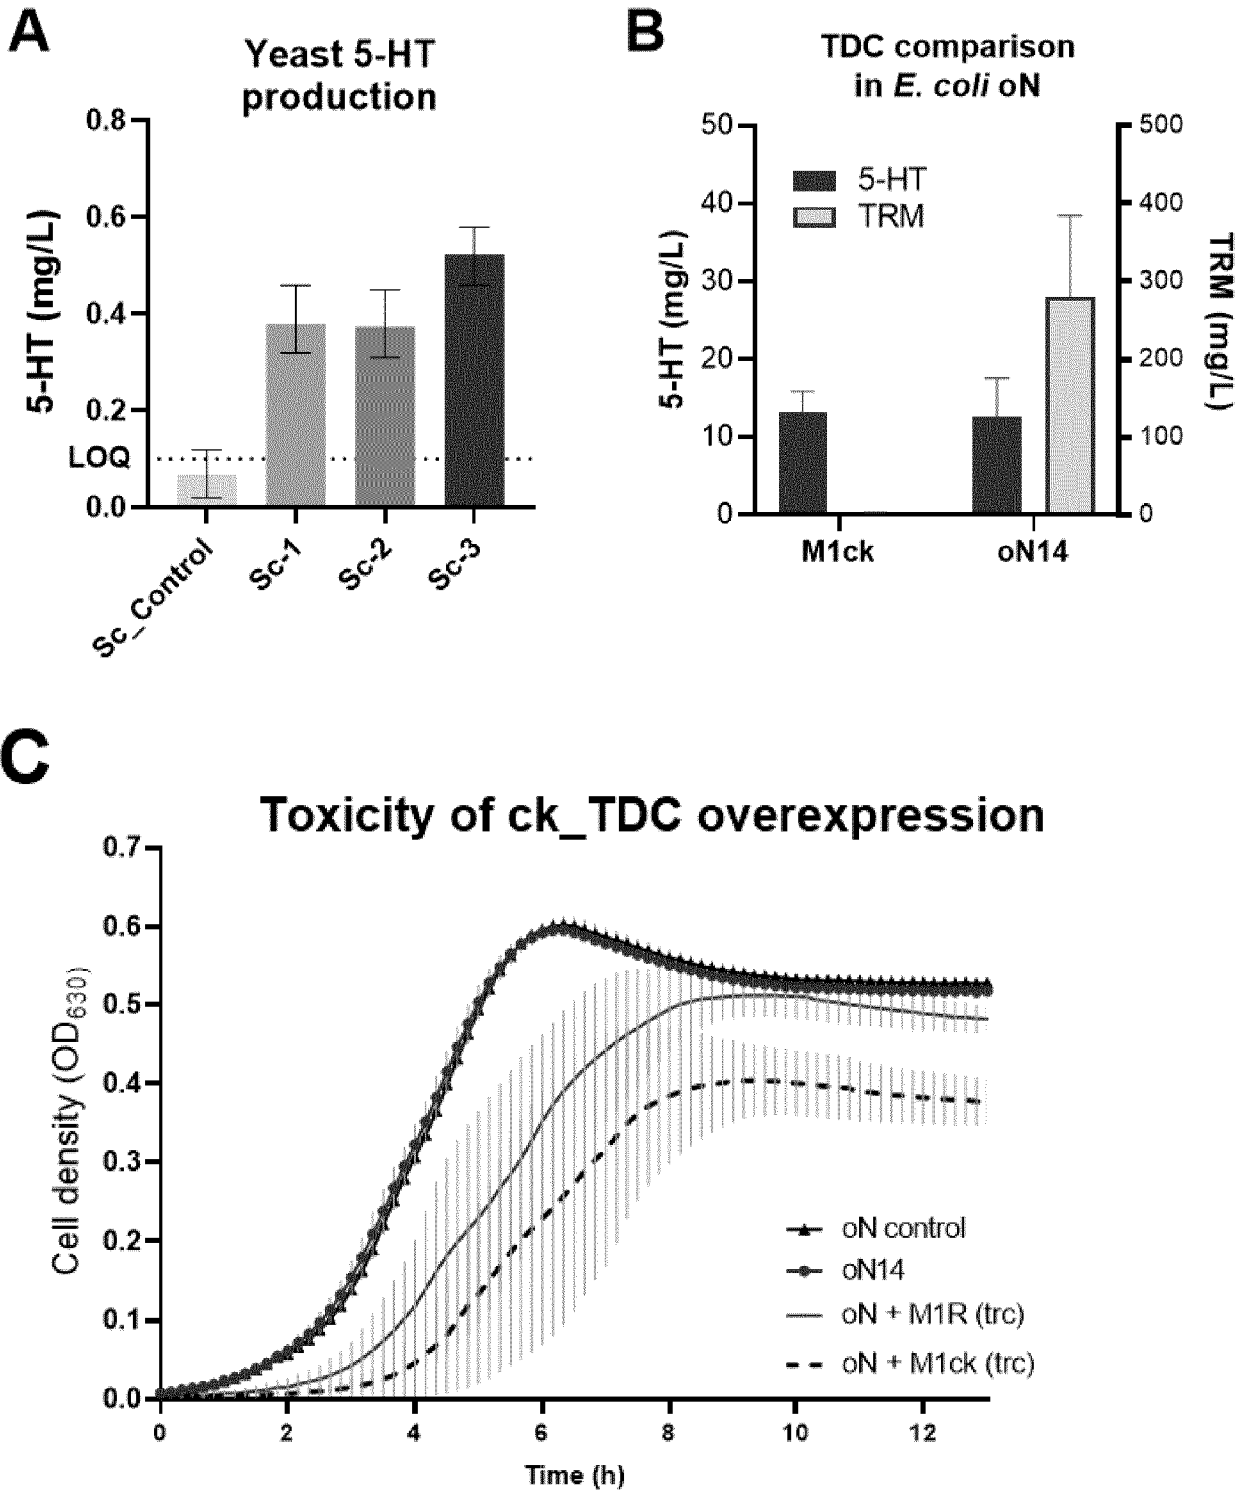 A
Yeast 5-HT
production
5-HT (mg/L)
0.8
0.6
0.4
0.2
LOQ
0.0
Sc_Control
Sc-1
Sc-2
Sc-3
B
TDC comparison
in E. coli oN
5-HT (mg/L)
50
40
30
20
10
0
5-HT
TRM
500
400
300
200
100
0
TRM (mg/L)
M1ck
oN14
C
Toxicity of ck_TDC overexpression
Cell density (OD630)
0.7
0.6
0.5
0.4
0.3
0.2
0.1
0.0
oN control
oN14
oN + M1R (trc)
oN + M1ck (trc)
0
2
4
6
8
10
12
Time (h)